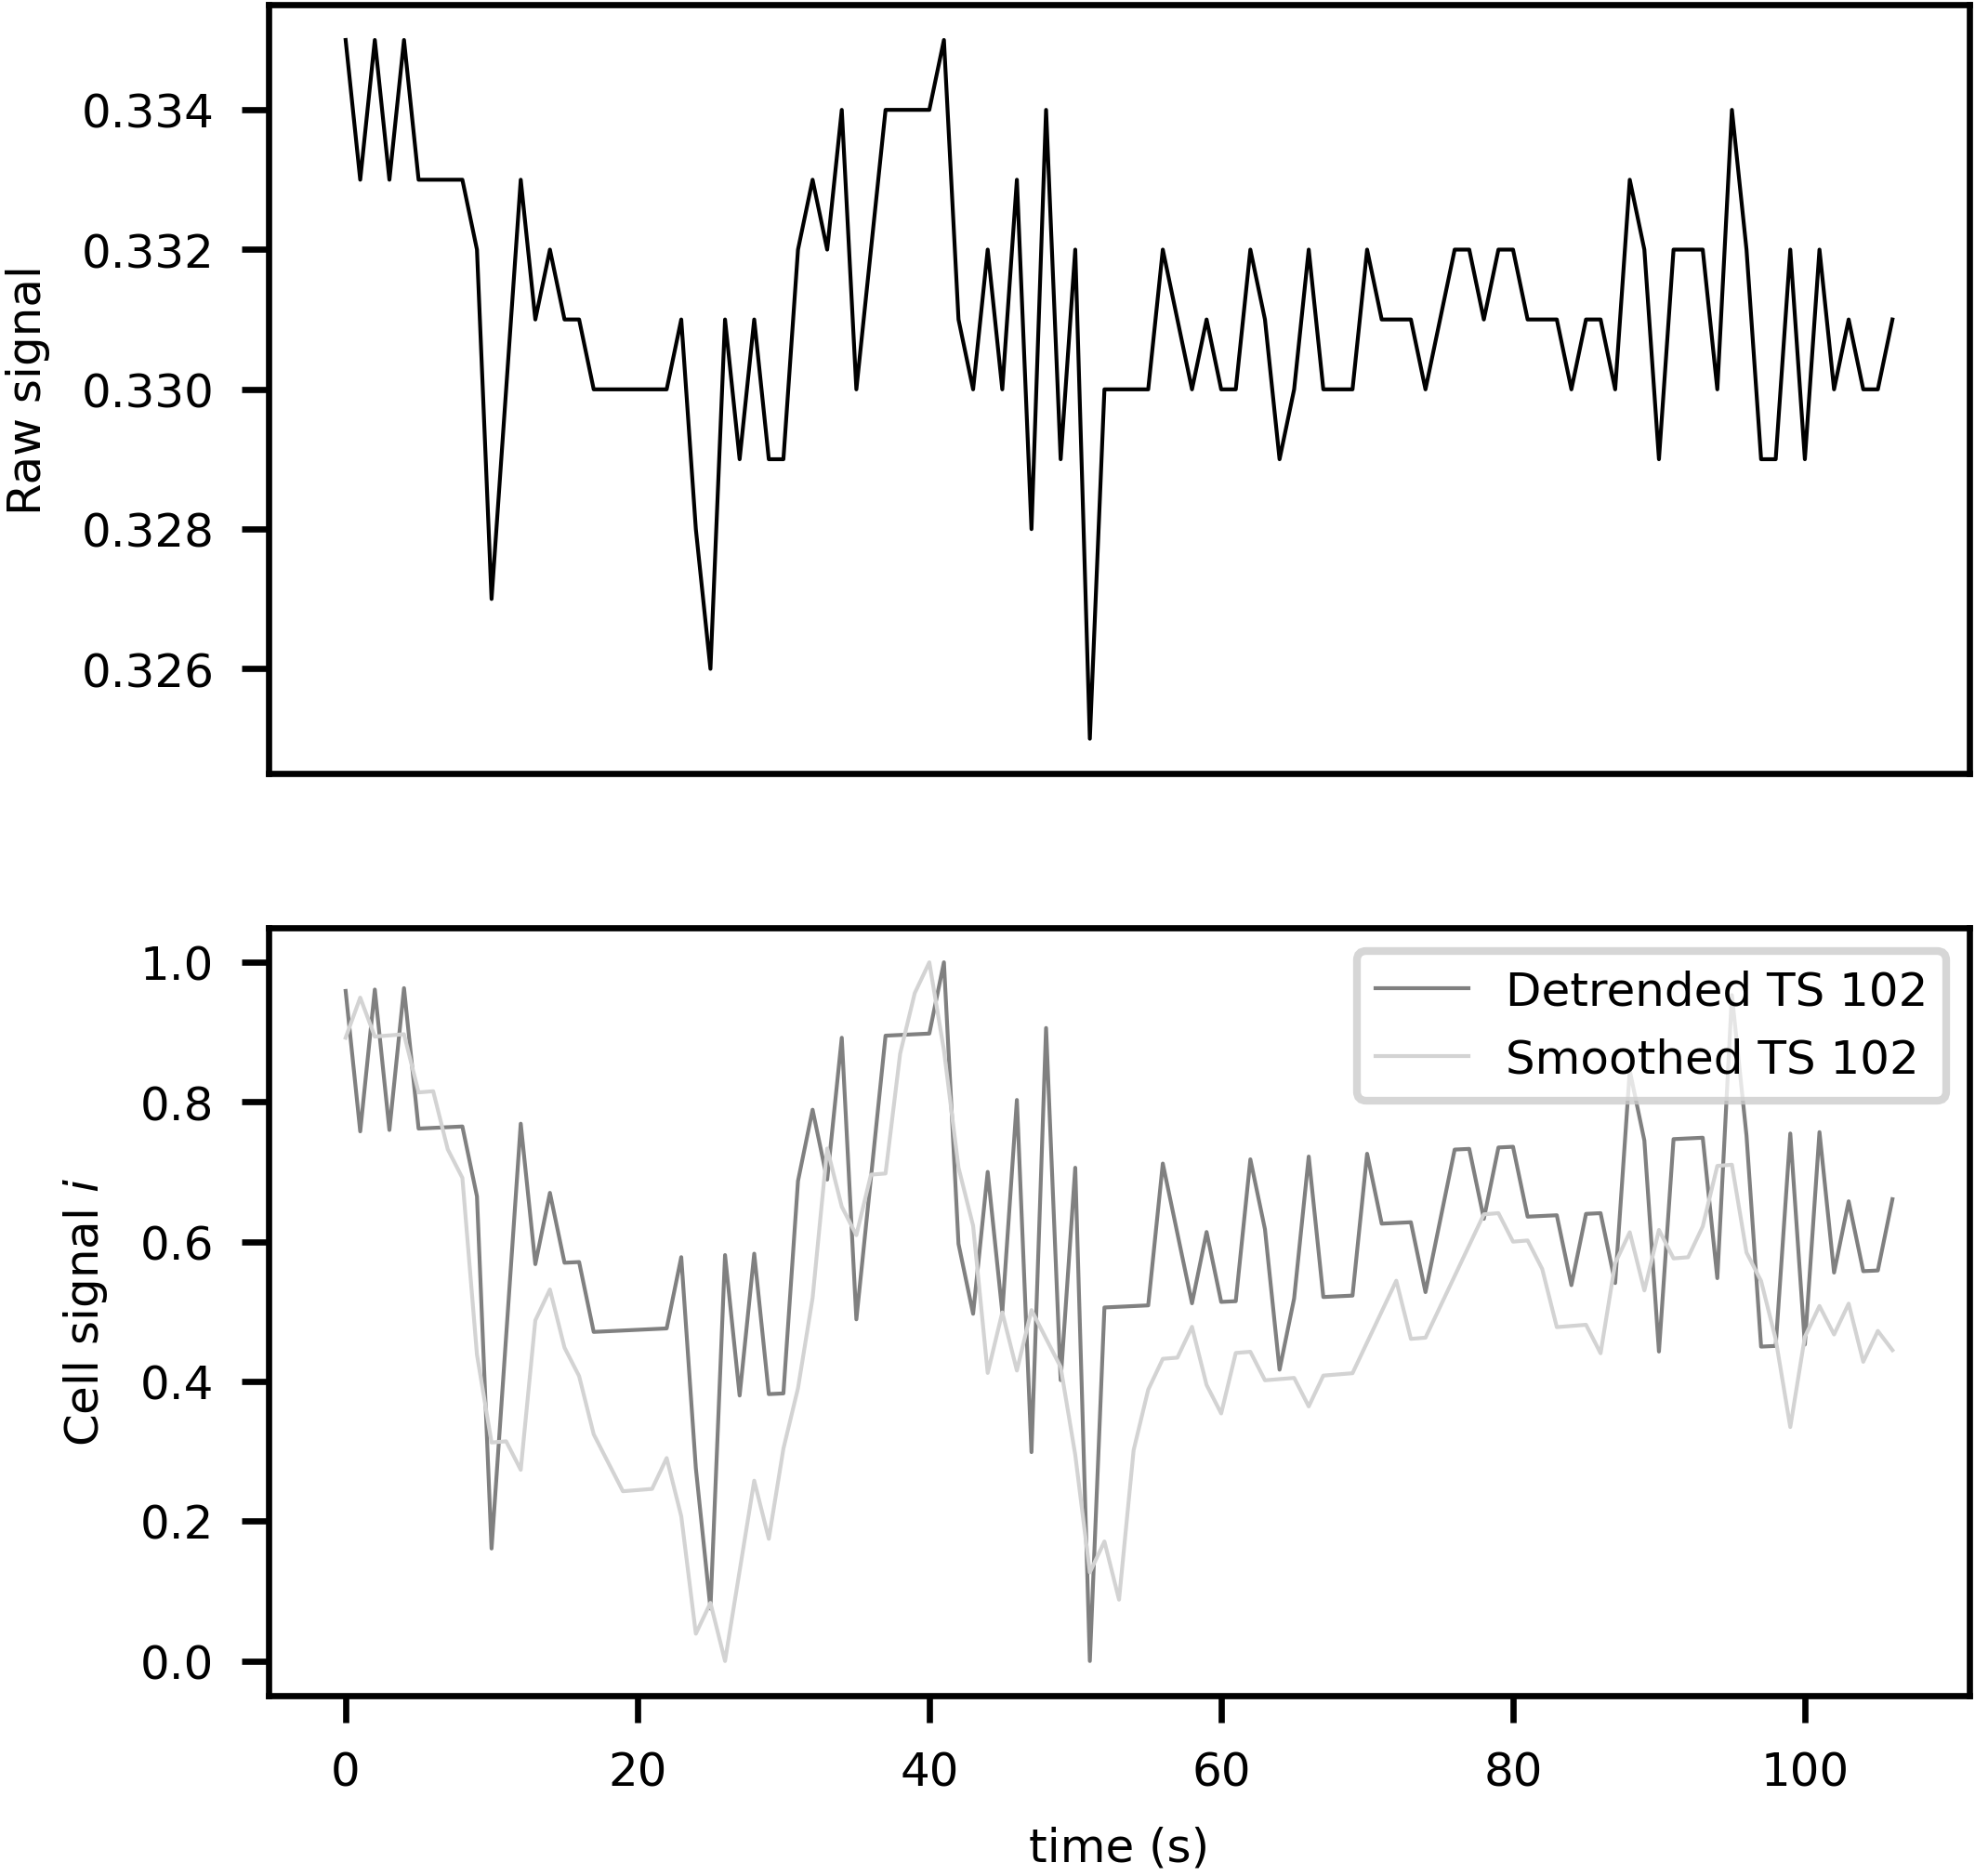 Raw signal
0.334
0.332
0.330
0.328
0.326
Cell signal i
1.0
0.8
0.6
0.4
0.2
0.0
Detrended TS 102
Smoothed TS 102
0 20 40 60 80 100
time (s)